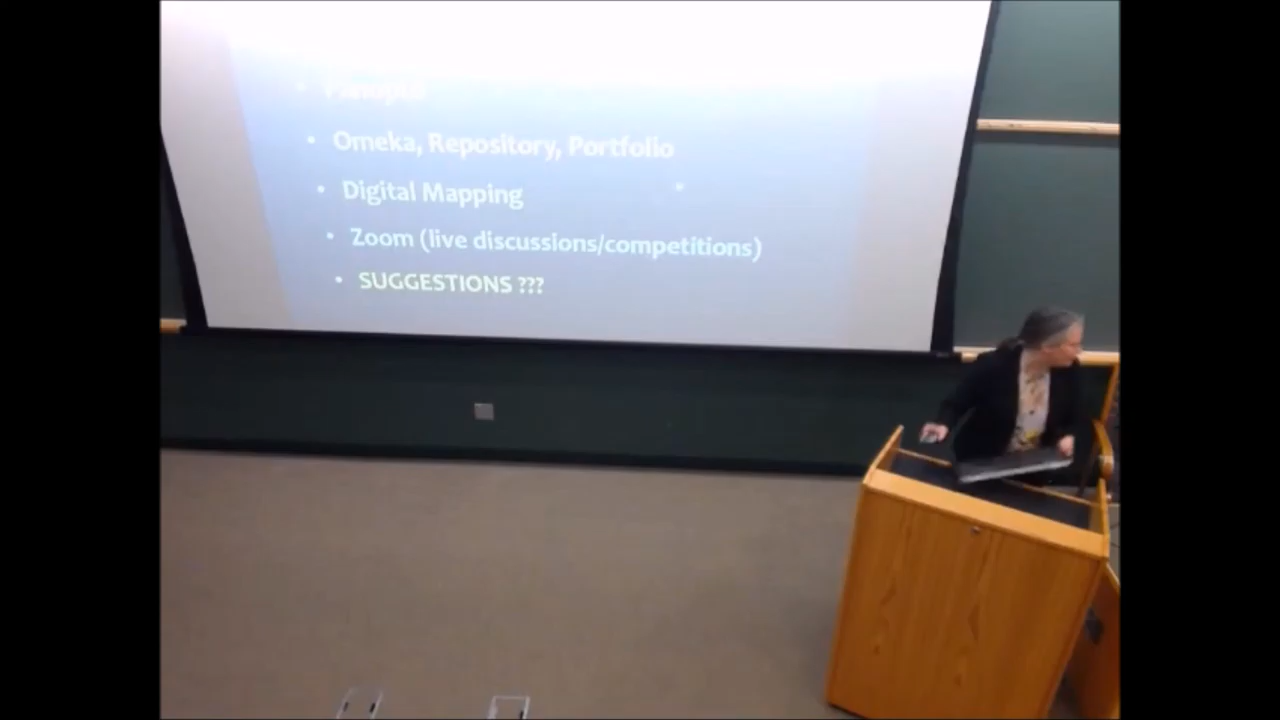 • Omeka, Repository, Portfolio
• Digital Mapping
• Zoom (live discussions/competitions)
• SUGGESTIONS ???